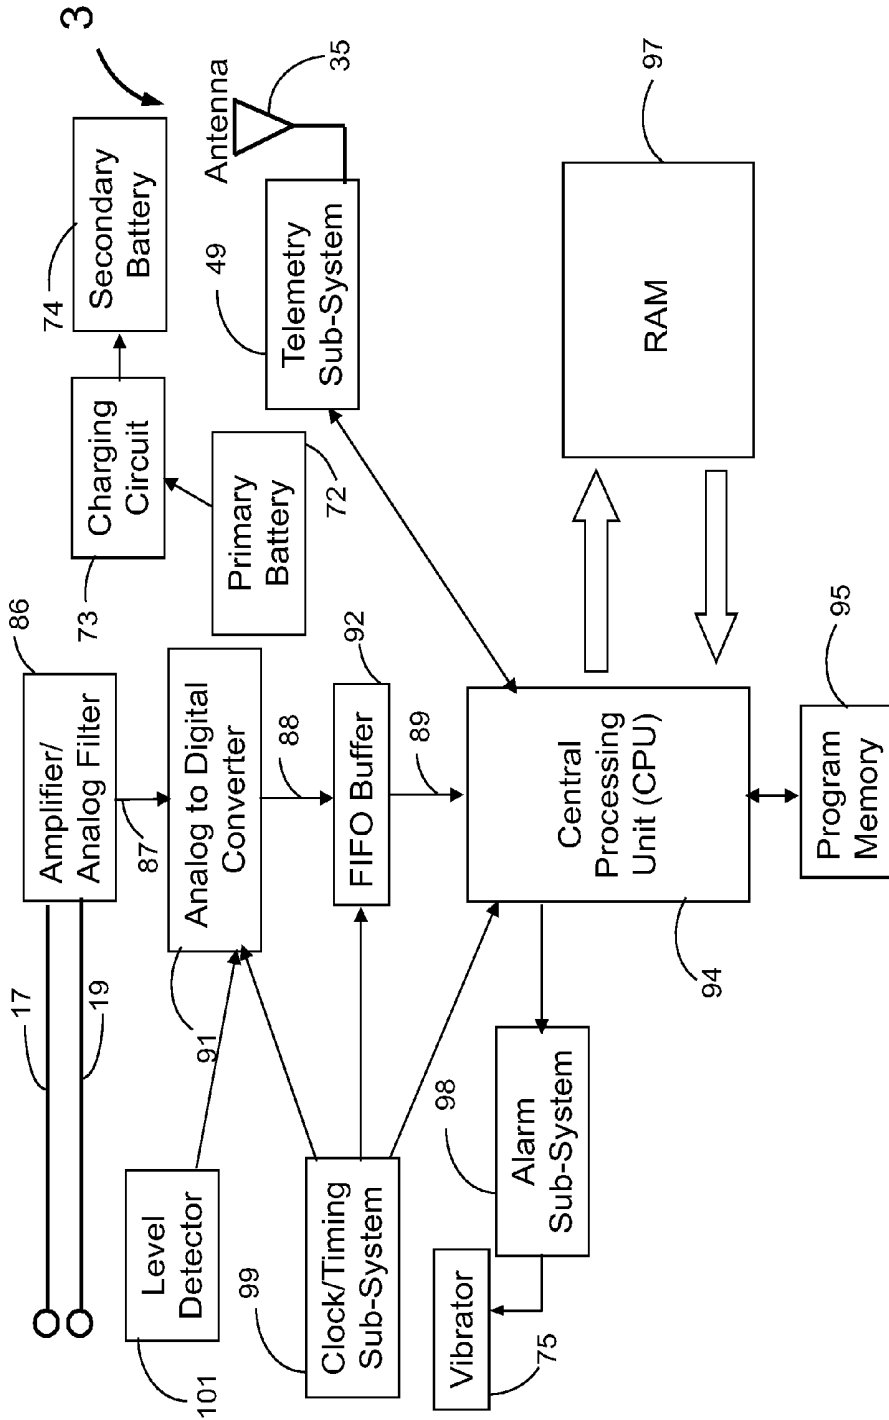 17
19
Amplifier/
Analog Filter
86
87
Level
Detector
101
91
Analog to Digital
Converter
88
73
Charging
Circuit
74
Secondary
Battery
3
Primary
Battery
72
Antenna
35
49
Telemetry
Sub-System
99
Clock/Timing
Sub-System
FIFO Buffer
92
89
Vibrator
75
98
Alarm
Sub-System
Central
Processing
Unit (CPU)
94
RAM
97
Program
Memory
95